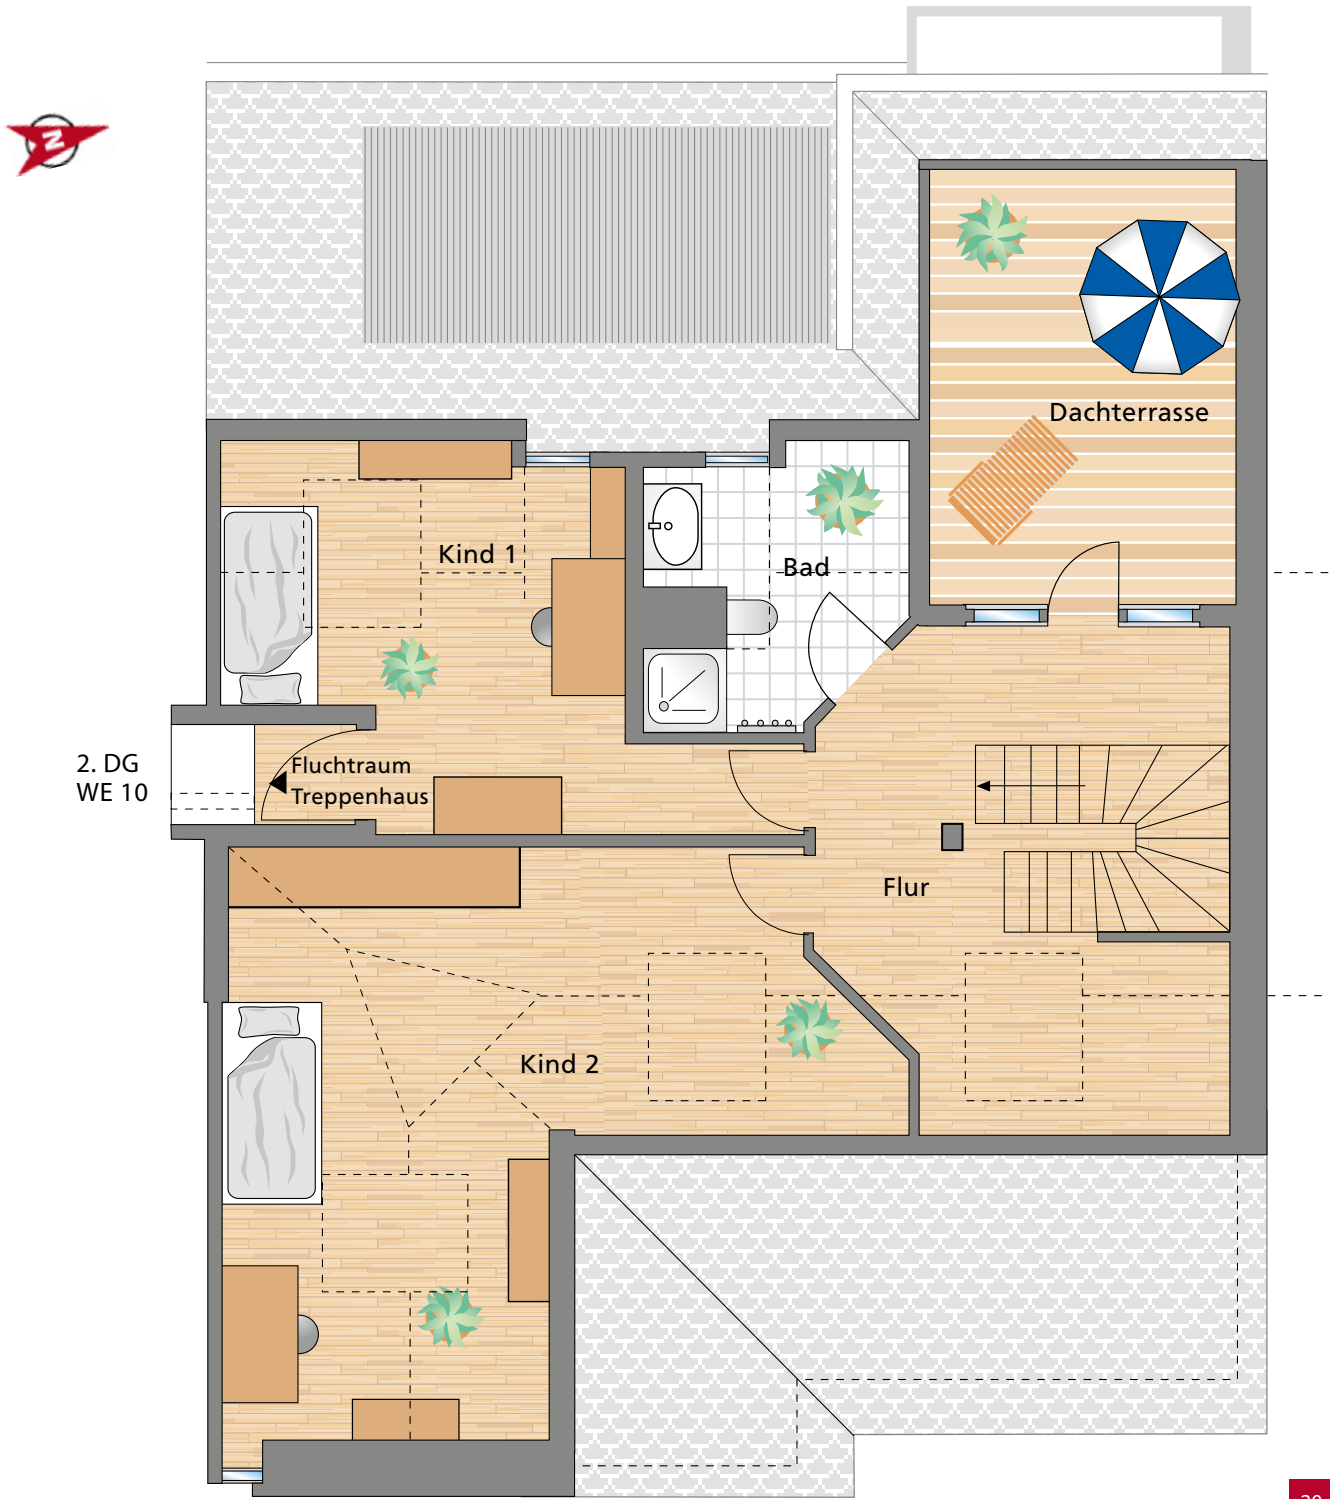 N
Dachterrasse
Kind 1
Bad
2. DG
WE 10
Fluchtraum
Treppenhaus
Flur
Kind 2